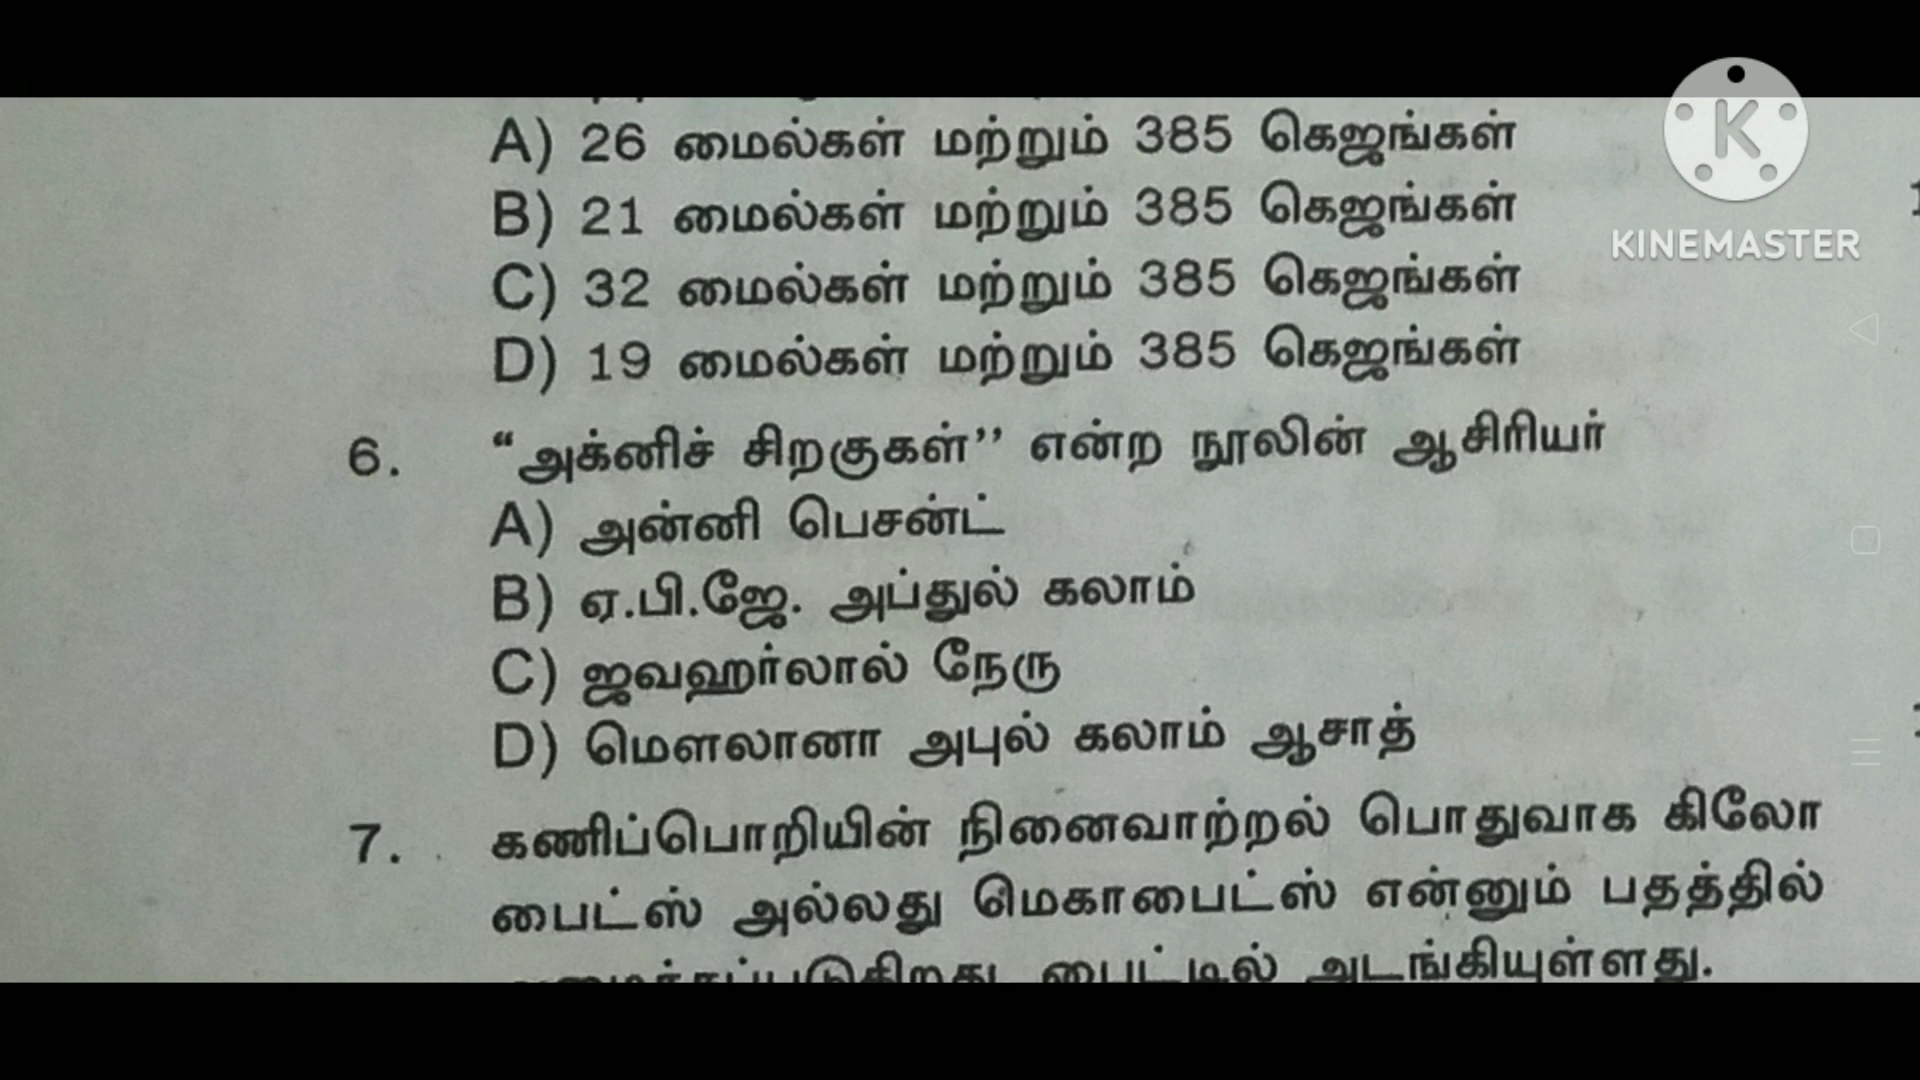 A) 26 மைல்கள் மற்றும் 385 கெஜங்கள்
B) 21 மைல்கள் மற்றும் 385 கெஜங்கள்
C) 32 மைல்கள் மற்றும் 385 கெஜங்கள்
D) 19 மைல்கள் மற்றும் 385 கெஜங்கள்
6. “அக்னிச் சிறகுகள்’’ என்ற நூலின் ஆசிரியர்
A) அன்னி பெசன்ட்
B) ஏ.பி.ஜே. அப்துல் கலாம்
C) ஜவஹர்லால் நேரு
D) மௌலானா அபுல் கலாம் ஆசாத்
7. கணிப்பொறியின் நினைவாற்றல் பொதுவாக கிலோ
பைட்ஸ் அல்லது மெகாபைட்ஸ் என்னும் பதத்தில்
பைட்டில் அடங்கியுள்ளது.
K
KINEMASTER